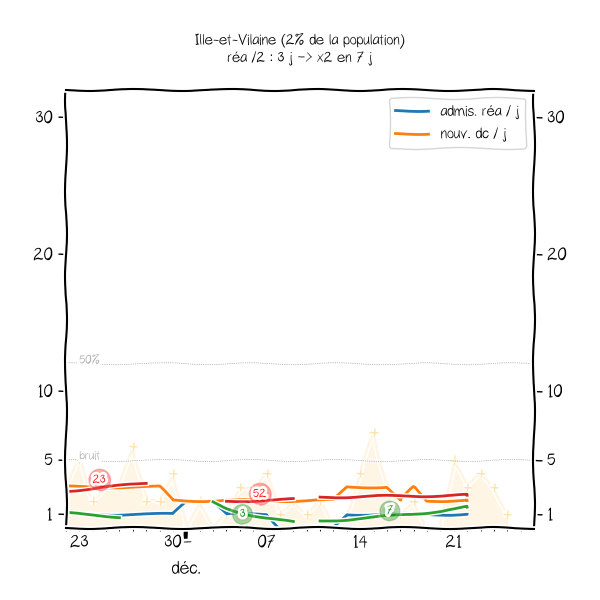 Ille-et-Vilaine (2% de la population)
réa /2 : 3 j -> x2 en 7 j
admis. réa / j
nouv. dc / j
30 30
20 20
50%
10 10
bruit
5 5
23
52
3
7
1 1
23 30 07 14 21
déc.